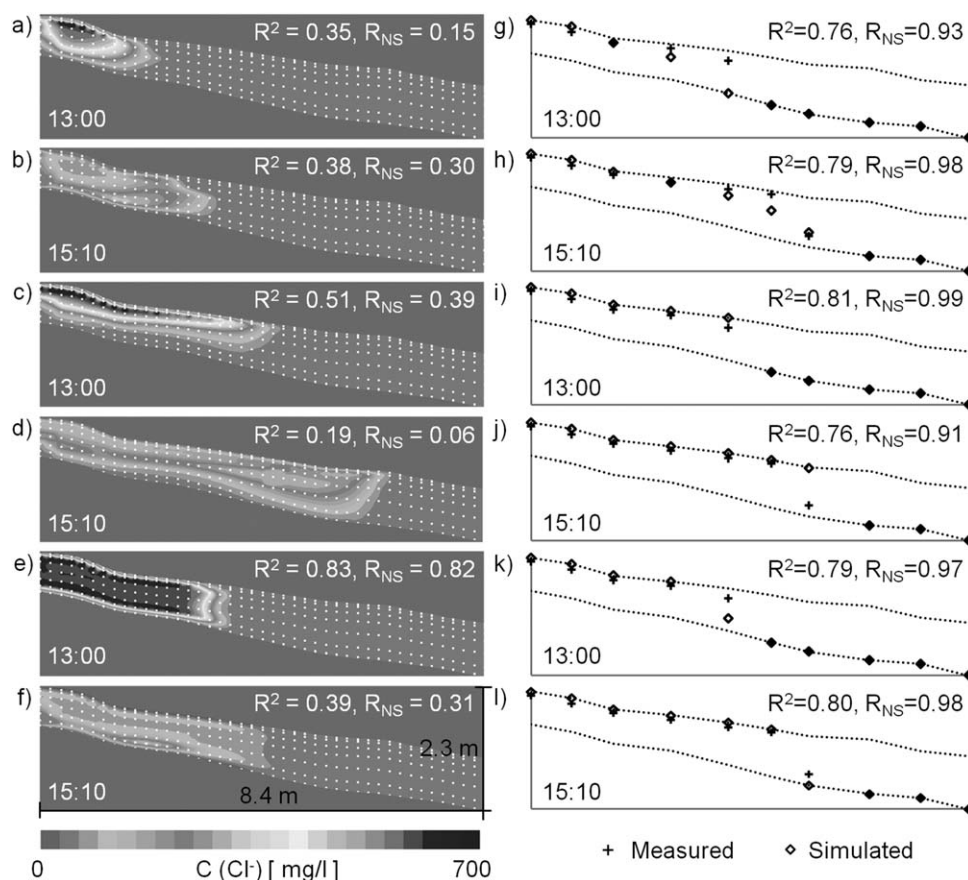 a) R² = 0.35, R_NS = 0.15
13:00
b) R² = 0.38, R_NS = 0.30
15:10
c) R² = 0.51, R_NS = 0.39
13:00
d) R² = 0.19, R_NS = 0.06
15:10
e) R² = 0.83, R_NS = 0.82
13:00
f) R² = 0.39, R_NS = 0.31
2.3 m
15:10
8.4 m
0
C (Cl⁻) [ mg/l ]
700
g) R²=0.76, R_NS=0.93
13:00
h) R²=0.79, R_NS=0.98
15:10
i) R²=0.81, R_NS=0.99
13:00
j) R²=0.76, R_NS=0.91
15:10
k) R²=0.79, R_NS=0.97
13:00
l) R²=0.80, R_NS=0.98
15:10
Measured
Simulated